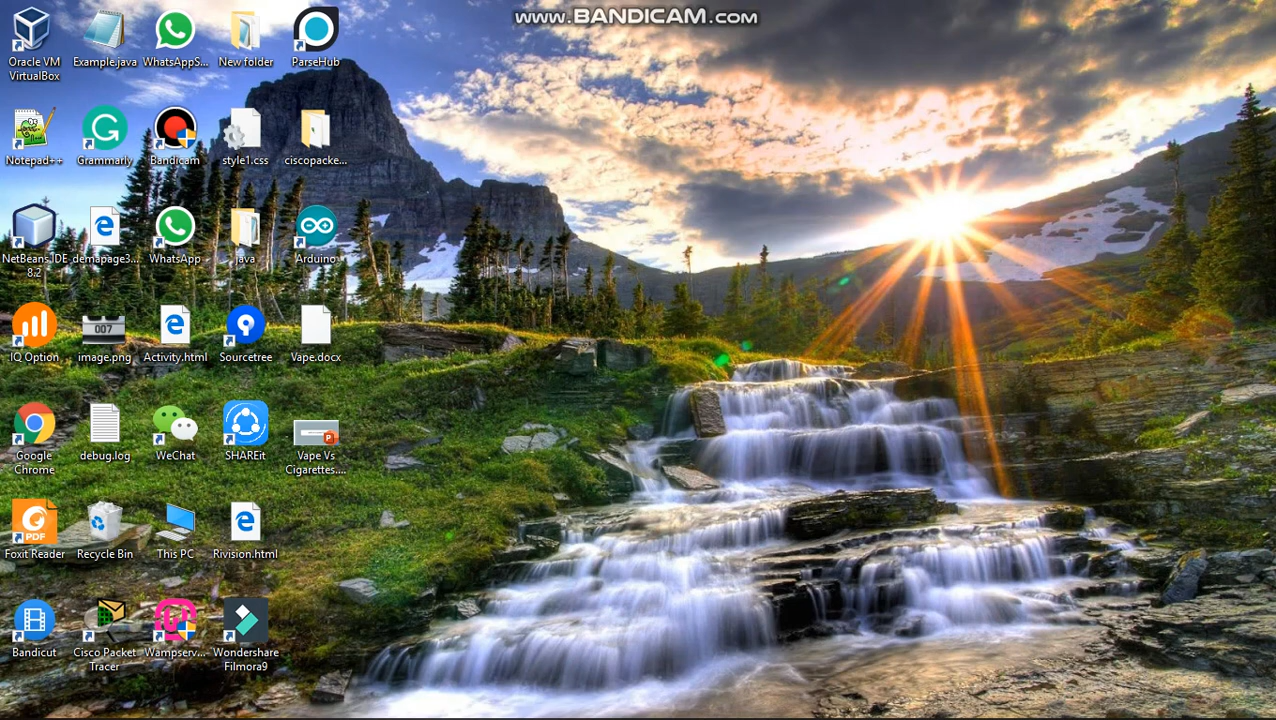 WWW.BANDICAM.COM
Oracle VM
VirtualBox
Example.java
WhatsAppS...
New folder
ParseHub
Notepad++
Grammarly
Bandicam
style1.css
ciscopacke...
NetBeans IDE
8.2
demapage3...
WhatsApp
java
Arduino
IQ Option
007
image.png
Activity.html
Sourcetree
Vape.docx
Google
Chrome
debug.log
WeChat
SHAREit
Vape Vs
Cigarettes....
PDF
Foxit Reader
Recycle Bin
This PC
Rivision.html
Bandicut
Cisco Packet
Tracer
Wampserv...
Wondershare
Filmora9